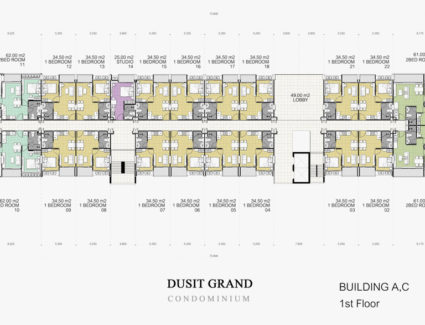 62.00 m2
2BED ROOM
11
34.50 m2
1 BEDROOM
12
34.50 m2
1 BEDROOM
13
25.00 m2
STUDIO
14
34.50 m2
1 BEDROOM
15
34.50 m2
1 BEDROOM
16
34.50 m2
1 BEDROOM
17
34.50 m2
1 BEDROOM
18
49.00 m2
LOBBY
34.50 m2
1 BEDROOM
21
34.50 m2
1 BEDROOM
22
61.00
2BED ROOM
62.00 m2
BED ROOM
10
34.50 m2
1 BEDROOM
09
34.50 m2
1 BEDROOM
08
34.50 m2
1 BEDROOM
07
34.50 m2
1 BEDROOM
06
34.50 m2
1 BEDROOM
05
34.50 m2
1 BEDROOM
04
34.50 m2
1 BEDROOM
03
34.50 m2
1 BEDROOM
02
61.00
2BED ROOM
DUSIT GRAND
CONDOMINIUM
BUILDING A,C
1st Floor